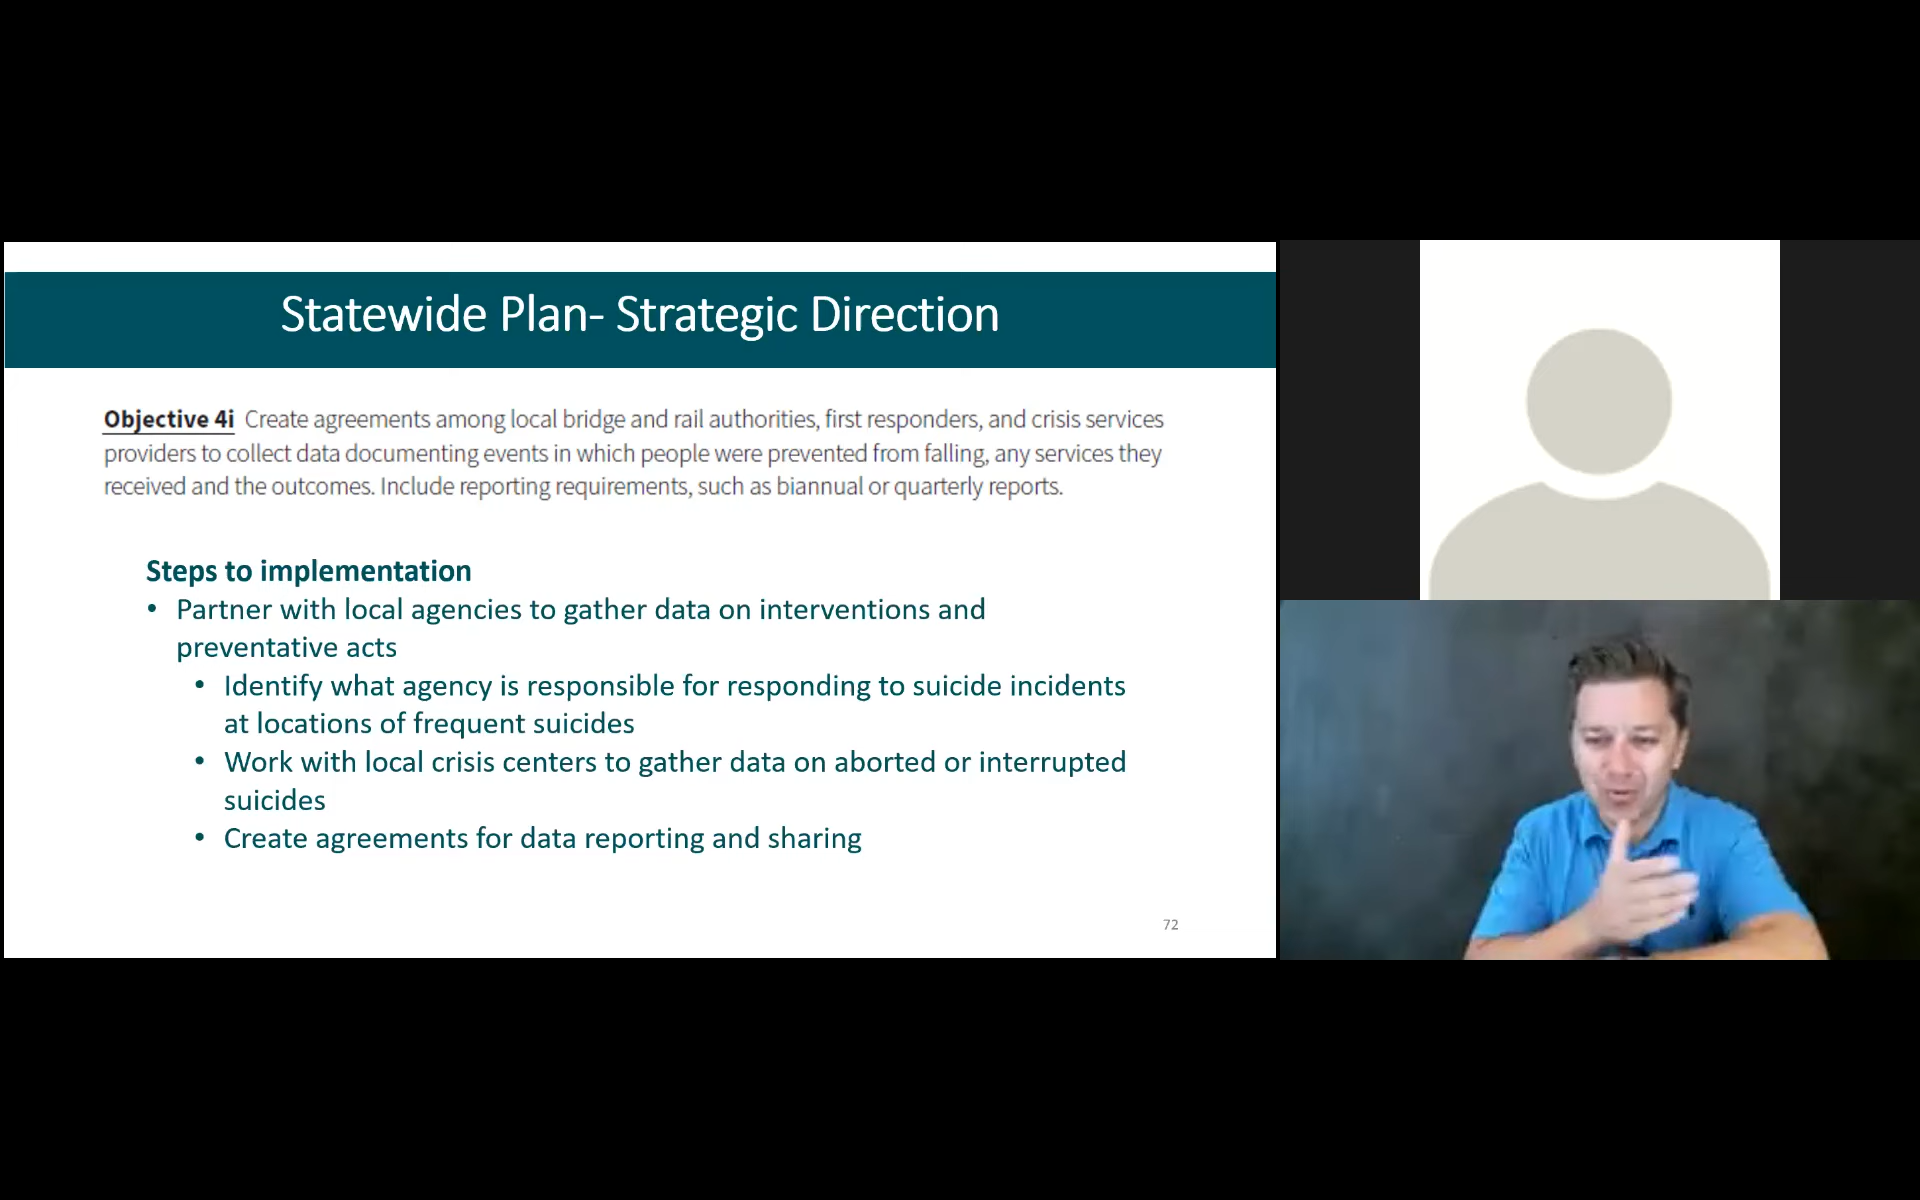 Statewide Plan- Strategic Direction
Objective 4i Create agreements among local bridge and rail authorities, first responders, and crisis services
providers to collect data documenting events in which people were prevented from falling, any services they
received and the outcomes. Include reporting requirements, such as biannual or quarterly reports.
Steps to implementation
• Partner with local agencies to gather data on interventions and
preventative acts
• Identify what agency is responsible for responding to suicide incidents
at locations of frequent suicides
• Work with local crisis centers to gather data on aborted or interrupted
suicides
• Create agreements for data reporting and sharing
72